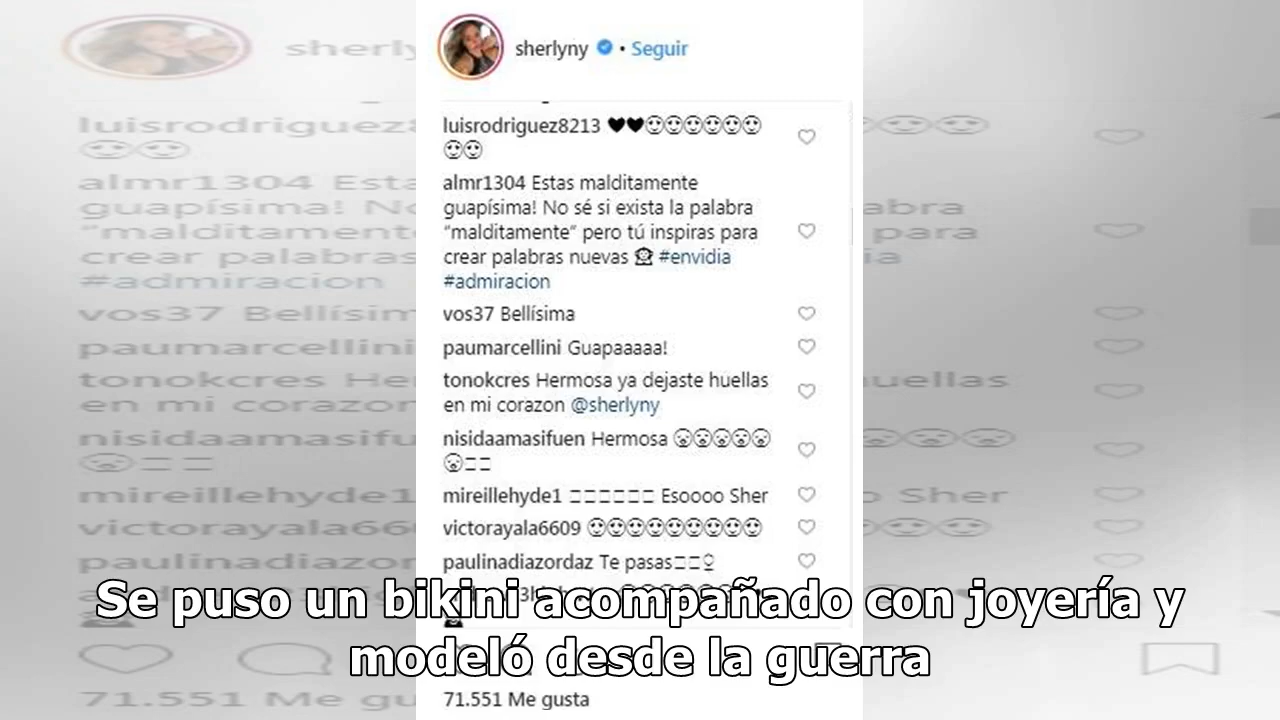 sherlyny • Seguir
luisrodriguez8213
almr1304 Estas malditamente
guapísima! No sé si exista la palabra
"malditamente" pero tú inspiras para
crear palabras nuevas #envidia
#admiracion
vos37 Bellísima
paumarcellini Guapaaaaa!
tonokcres Hermosa ya dejaste huellas
en mi corazon @sherlyny
nisidaamasifuen Hermosa
mireillehyde1 Esoooo Sher
victorayala6609
paulinadiazordaz Te pasas
Se puso un bikini acompañado con joyería y
modeló desde la guerra
71.551 Me gusta